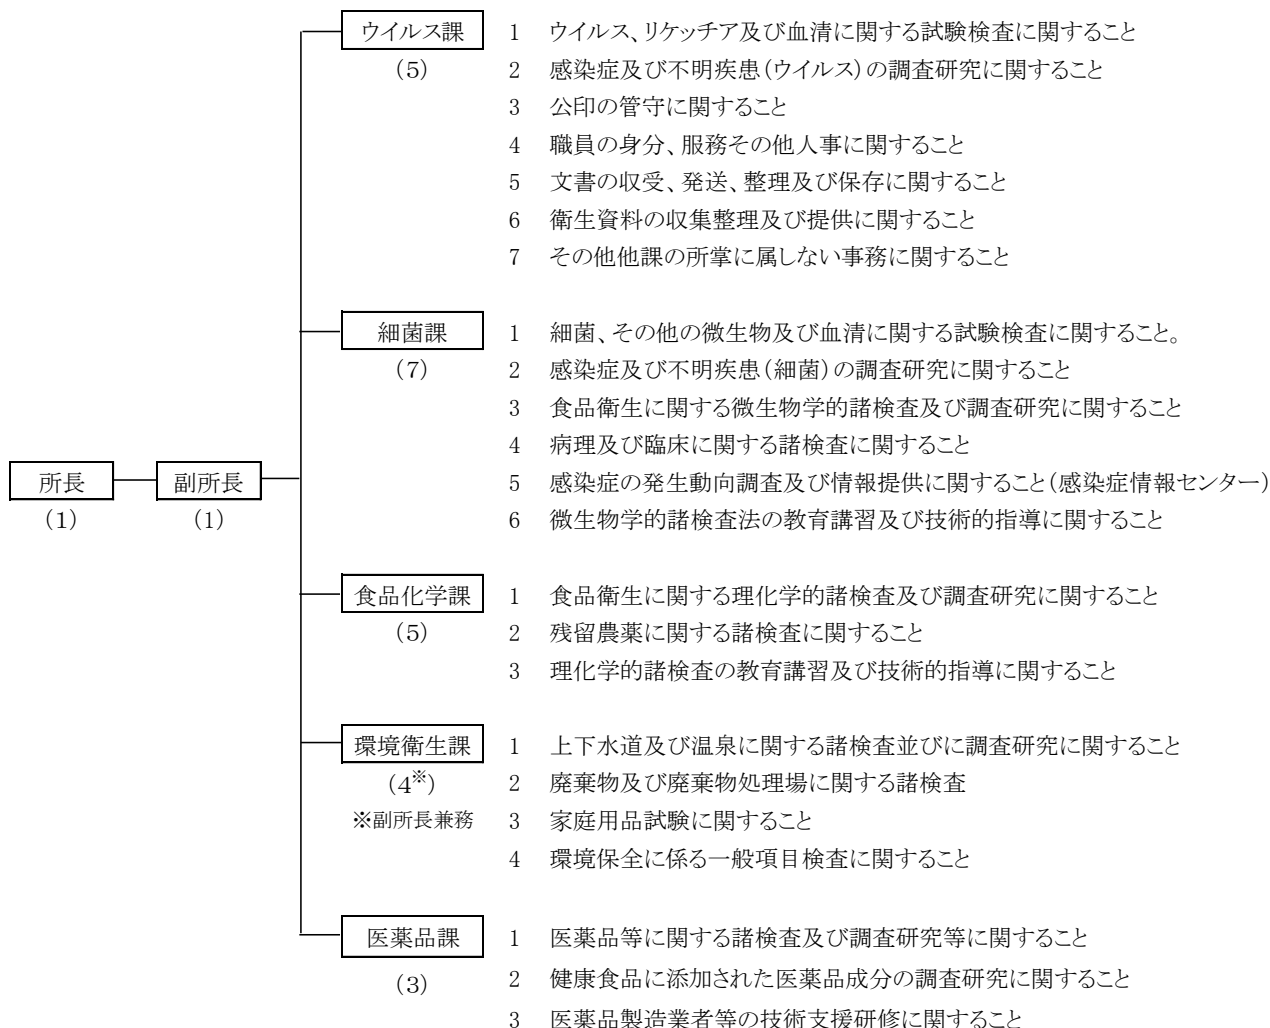 ウイルス課 1 ウイルス、リケッチア及び血清に関する試験検査に関すること
(5) 2 感染症及び不明疾患(ウイルス)の調査研究に関すること
3 公印の管守に関すること
4 職員の身分、服務その他人事に関すること
5 文書の収受、発送、整理及び保存に関すること
6 衛生資料の収集整理及び提供に関すること
7 その他他課の所掌に属しない事務に関すること
細菌課 1 細菌、その他の微生物及び血清に関する試験検査に関すること。
(7) 2 感染症及び不明疾患(細菌)の調査研究に関すること
3 食品衛生に関する微生物学的諸検査及び調査研究に関すること
4 病理及び臨床に関する諸検査に関すること
所長 副所長 5 感染症の発生動向調査及び情報提供に関すること(感染症情報センター)
(1) (1) 6 微生物学的諸検査法の教育講習及び技術的指導に関すること
食品化学課 1 食品衛生に関する理化学的諸検査及び調査研究に関すること
(5) 2 残留農薬に関する諸検査に関すること
3 理化学的諸検査の教育講習及び技術的指導に関すること
環境衛生課 1 上下水道及び温泉に関する諸検査並びに調査研究に関すること
(4※) 2 廃棄物及び廃棄物処理場に関する諸検査
※副所長兼務 3 家庭用品試験に関すること
4 環境保全に係る一般項目検査に関すること
医薬品課 1 医薬品等に関する諸検査及び調査研究等に関すること
(3) 2 健康食品に添加された医薬品成分の調査研究に関すること
3 医薬品製造業者等の技術支援研修に関すること